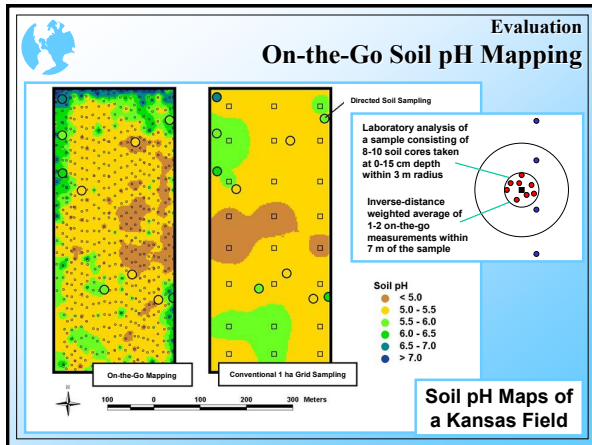 Evaluation
On-the-Go Soil pH Mapping
Directed Soil Sampling
Laboratory analysis of
a sample consisting of
8-10 soil cores taken
at 0-15 cm depth
within 3 m radius
Inverse-distance
weighted average of
1-2 on-the-go
measurements within
7 m of the sample
Soil pH
< 5.0
5.0 - 5.5
5.5 - 6.0
6.0 - 6.5
6.5 - 7.0
> 7.0
On-the-Go Mapping
Conventional 1 ha Grid Sampling
N
100 0 100 200 300 Meters
Soil pH Maps of
a Kansas Field